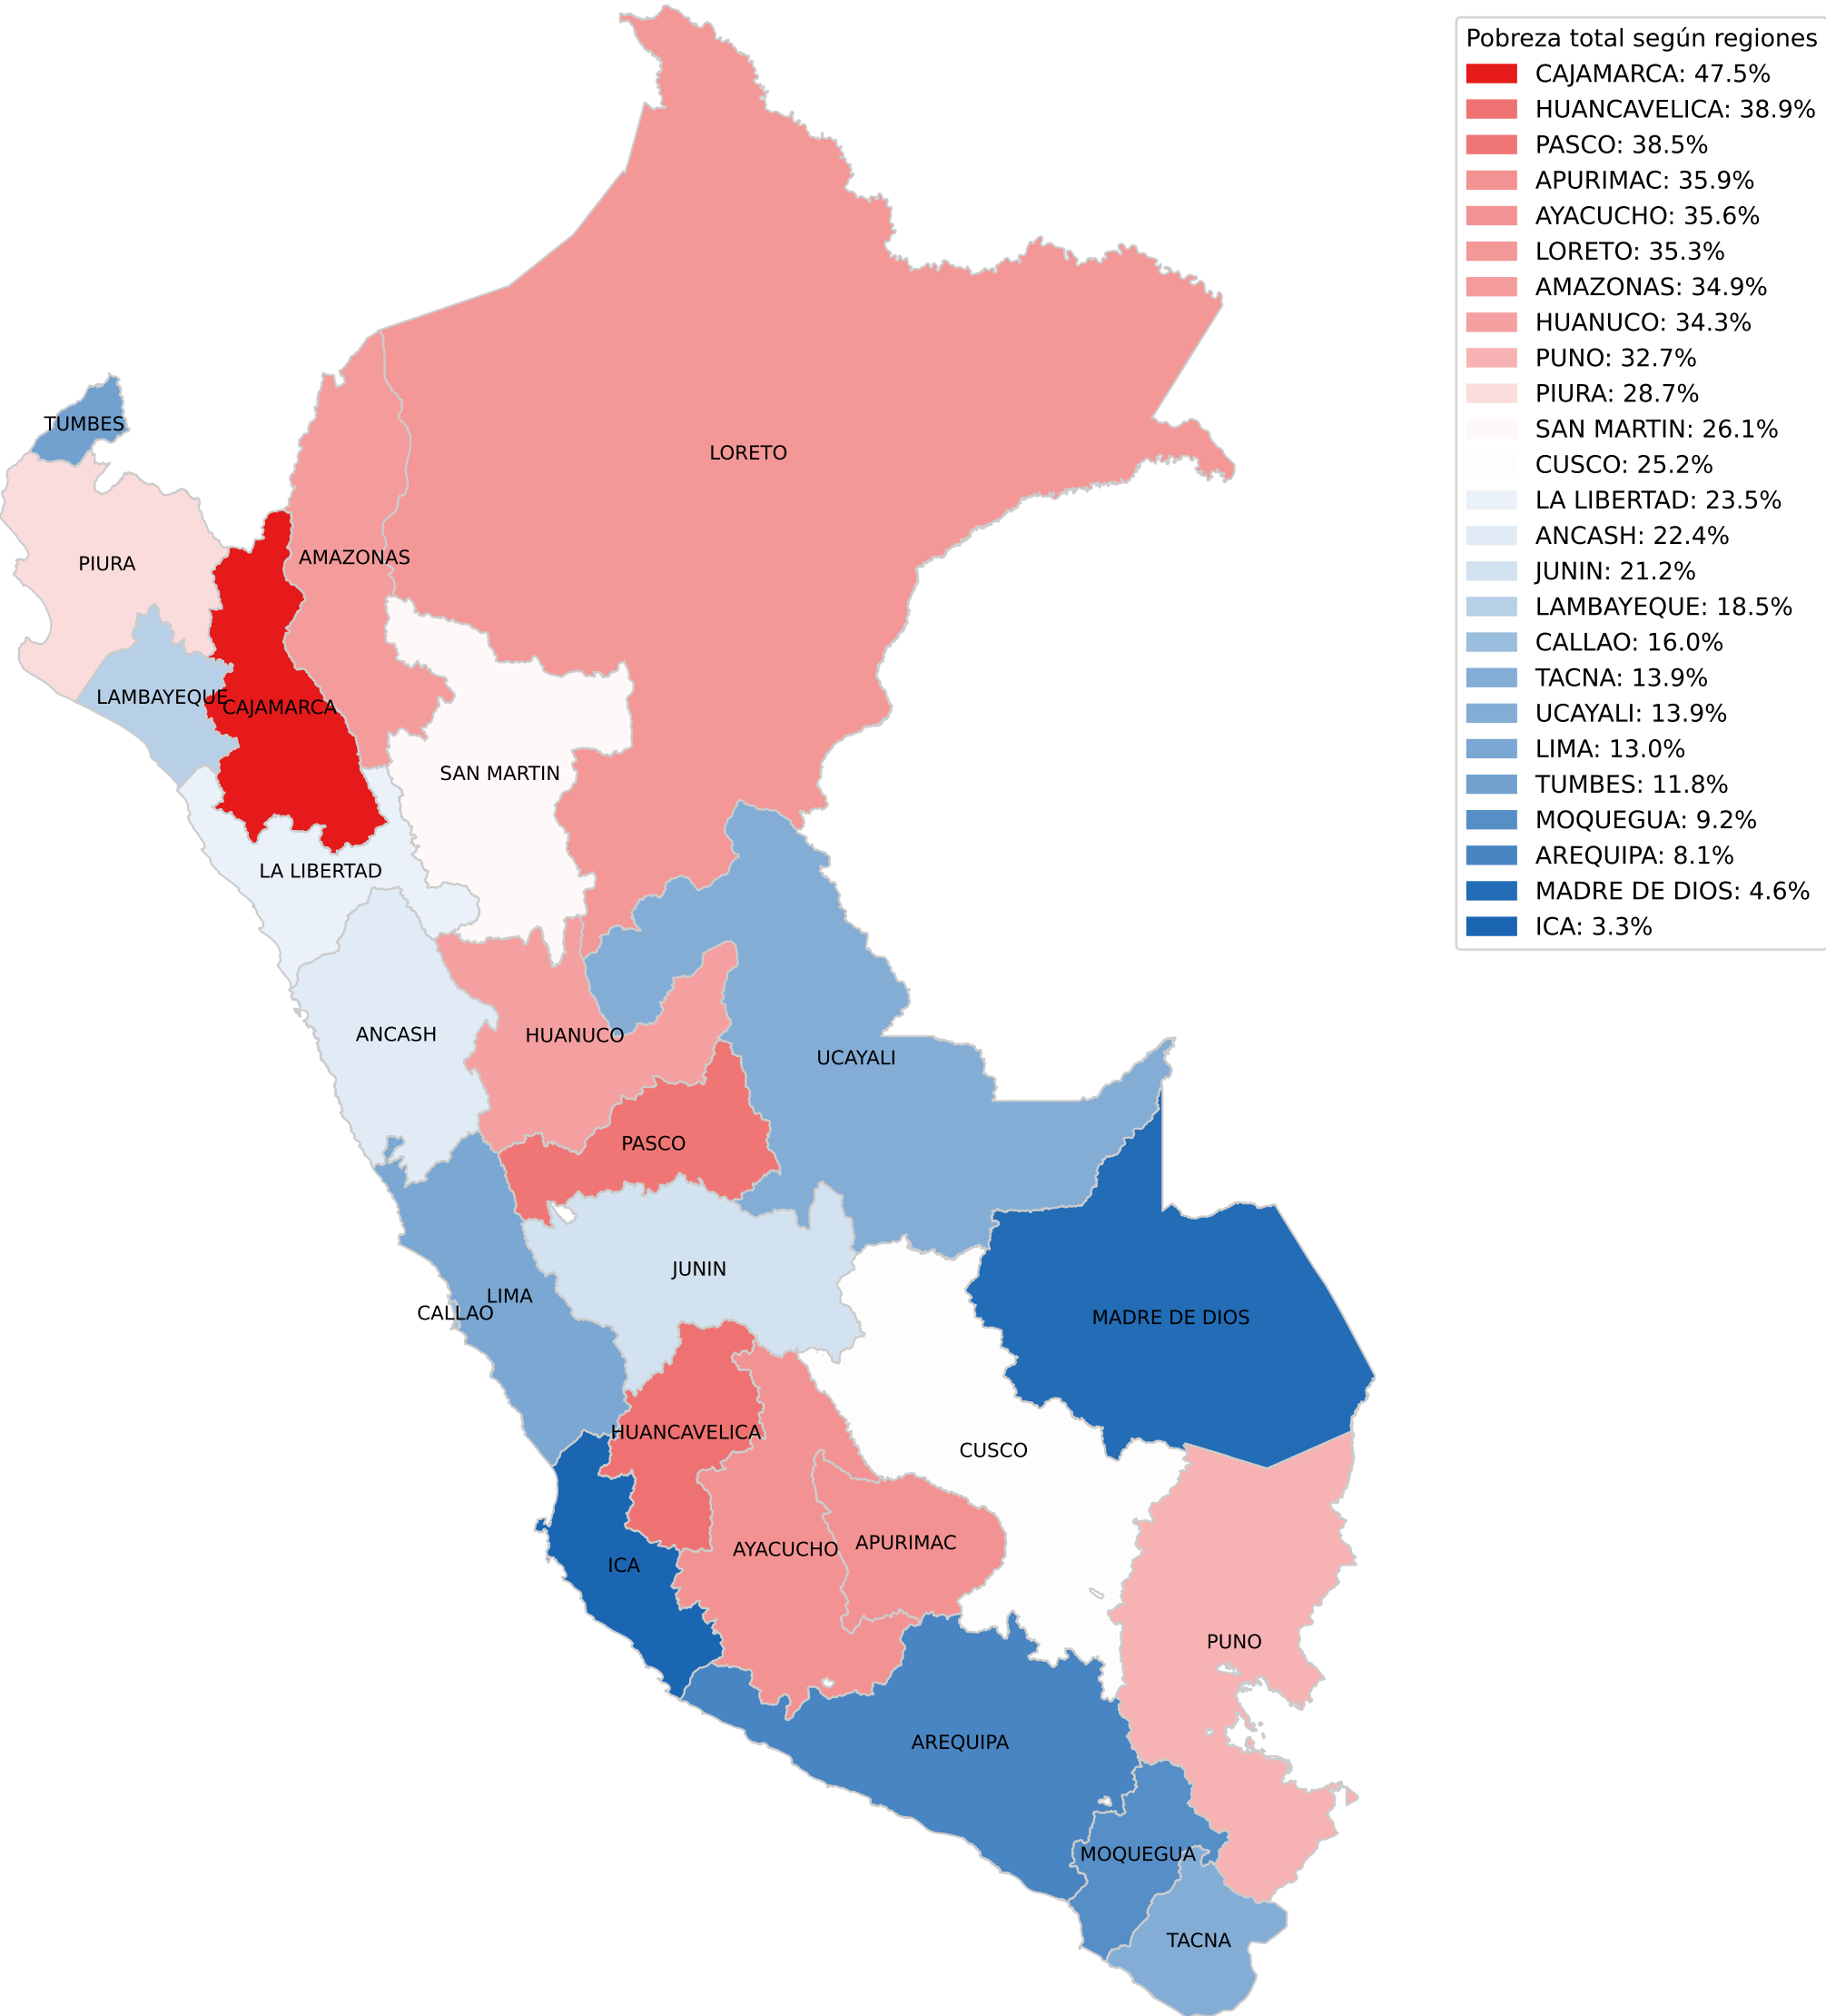 Pobreza total según regiones
CAJAMARCA: 47.5%
HUANCAVELICA: 38.9%
PASCO: 38.5%
APURIMAC: 35.9%
AYACUCHO: 35.6%
LORETO: 35.3%
AMAZONAS: 34.9%
HUANUCO: 34.3%
PUNO: 32.7%
PIURA: 28.7%
SAN MARTIN: 26.1%
CUSCO: 25.2%
LA LIBERTAD: 23.5%
ANCASH: 22.4%
JUNIN: 21.2%
LAMBAYEQUE: 18.5%
CALLAO: 16.0%
TACNA: 13.9%
UCAYALI: 13.9%
LIMA: 13.0%
TUMBES: 11.8%
MOQUEGUA: 9.2%
AREQUIPA: 8.1%
MADRE DE DIOS: 4.6%
ICA: 3.3%
TUMBES
LORETO
AMAZONAS
PIURA
LAMBAYEQUE
CAJAMARCA
SAN MARTIN
LA LIBERTAD
ANCASH
HUANUCO
UCAYALI
PASCO
JUNIN
LIMA
CALLAO
MADRE DE DIOS
HUANCAVELICA
CUSCO
APURIMAC
AYACUCHO
ICA
PUNO
AREQUIPA
MOQUEGUA
TACNA